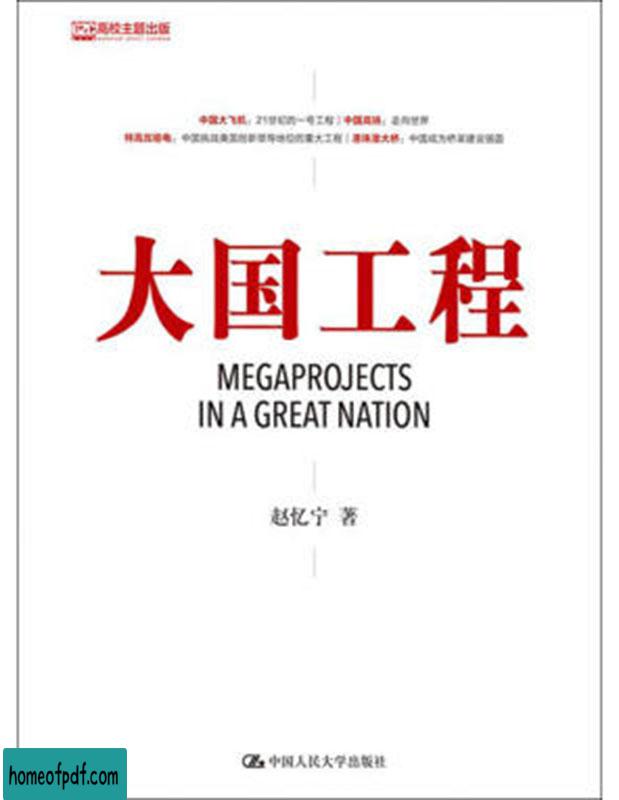 高校主题出版
中国大飞机：21世纪的一号工程｜中国高铁：走向世界
特高压输电：中国挑战美国创新领导地位的重大工程｜港珠澳大桥：中国成为桥梁建设强国
大国工程
MEGAPROJECTS
IN A GREAT NATION
赵忆宁 著
中国人民大学出版社
homeofpdf.com